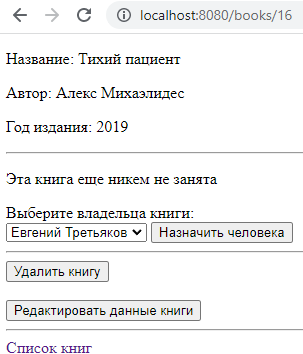 localhost:8080/books/16
Название: Тихий пациент
Автор: Алекс Михаэлидес
Год издания: 2019
Эта книга еще никем не занята
Выберите владельца книги:
Евгений Третьяков Назначить человека
Удалить книгу
Редактировать данные книги
Список книг